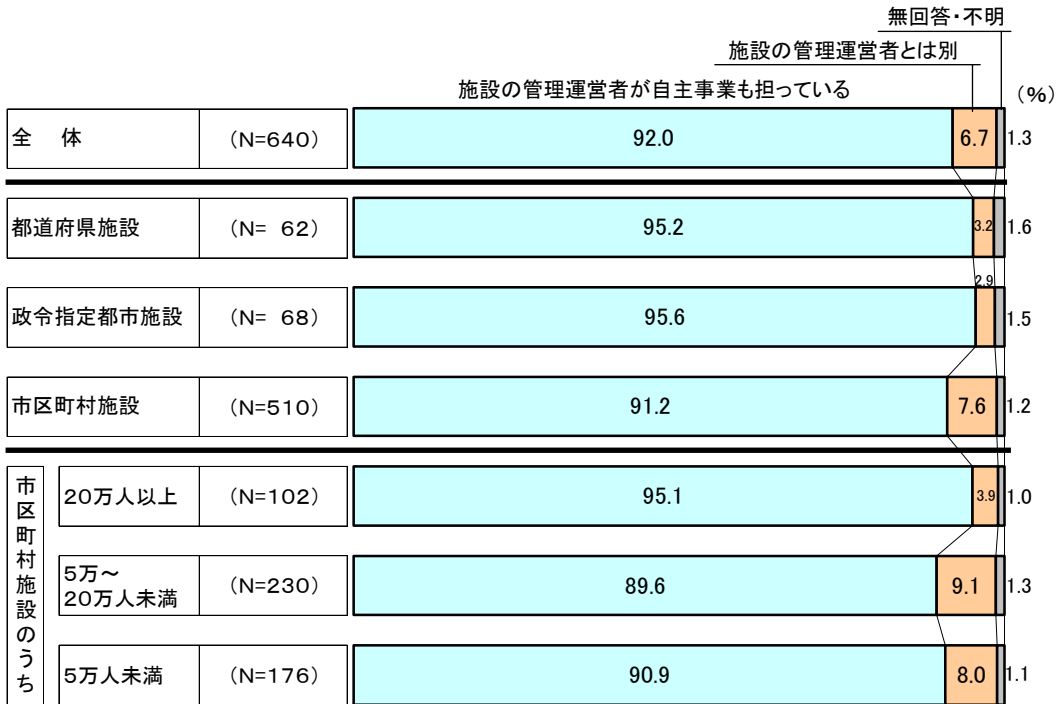 無回答・不明
施設の管理運営者とは別
施設の管理運営者が自主事業も担っている
(%)
全　体 (N=640) 92.0 6.7 1.3
都道府県施設 (N= 62) 95.2 3.2 1.6
政令指定都市施設 (N= 68) 95.6 2.9 1.5
市区町村施設 (N=510) 91.2 7.6 1.2
市区町村施設のうち
20万人以上 (N=102) 95.1 3.9 1.0
5万～
20万人未満 (N=230) 89.6 9.1 1.3
5万人未満 (N=176) 90.9 8.0 1.1